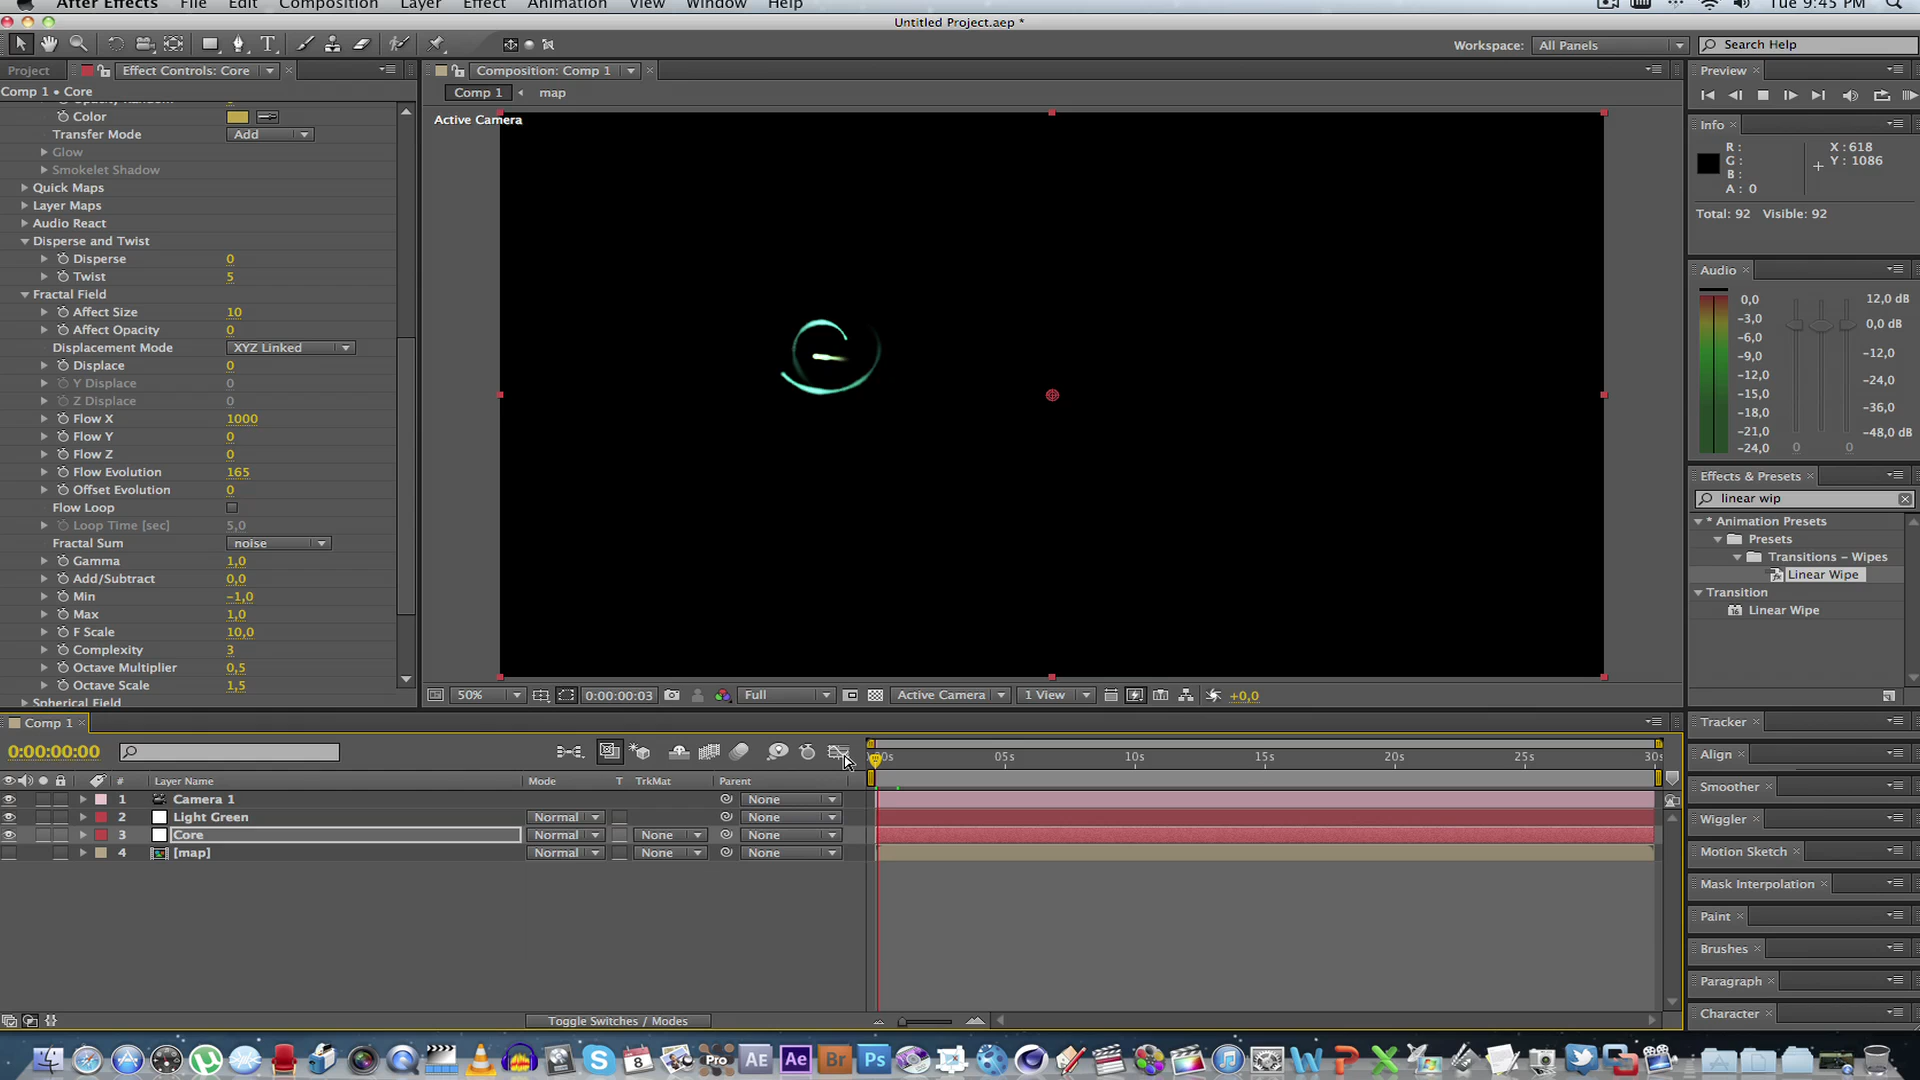 After Effects File Edit Composition Layer Effect Animation View Window Help Tue 9:45 PM
Untitled Project.aep *
Workspace: All Panels Search Help
Project Effect Controls: Core Composition: Comp 1 Preview
Comp 1 • Core Comp 1 map
Opacity Random
Active Camera
Color
Transfer Mode Add
Glow
Smokelet Shadow
Quick Maps
Layer Maps
Audio React
Disperse and Twist
Disperse 0
Twist 5
Fractal Field
Affect Size 10
Affect Opacity 0
Displacement Mode XYZ Linked
Displace 0
Y Displace 0
Z Displace 0
Flow X 1000
Flow Y 0
Flow Z 0
Flow Evolution 165
Offset Evolution 0
Flow Loop
Loop Time [sec] 5,0
Fractal Sum noise
Gamma 1,0
Add/Subtract 0,0
Min -1,0
Max 1,0
F Scale 10,0
Complexity 3
Octave Multiplier 0,5
Octave Scale 1,5
Spherical Field
50% 0:00:00:03 Full Active Camera 1 View +0,0
Info
R : X : 618
G : Y : 1086
B :
A : 0
Total: 92 Visible: 92
Audio
0,0 12,0 dB
-3,0 0,0 dB
-6,0
-9,0 -12,0
-12,0
-15,0 -24,0
-18,0 -36,0
-21,0
-24,0 0 0 -48,0 dB
Effects & Presets
linear wip
* Animation Presets
Presets
Transitions – Wipes
Linear Wipe
Transition
Linear Wipe
Tracker
Align
Smoother
Wiggler
Motion Sketch
Mask Interpolation
Paint
Brushes
Paragraph
Character
Comp 1
0:00:00:00 05s 10s 15s 20s 25s 30s
# Layer Name Mode T TrkMat Parent
1 Camera 1 None
2 Light Green Normal None
3 Core Normal None None
4 [map] Normal None None
Toggle Switches / Modes
8 Pro AE Ae Br Ps